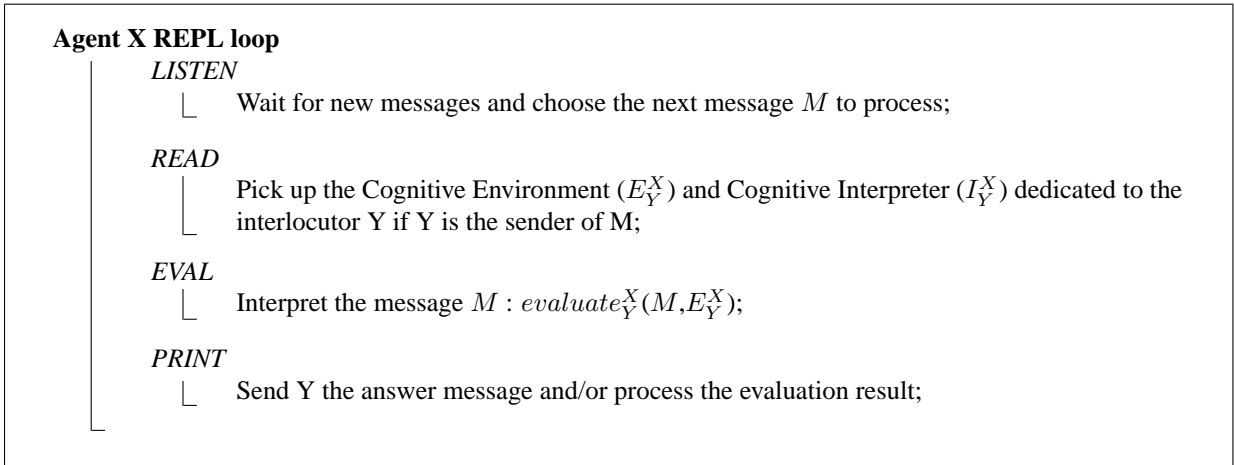 Agent X REPL loop
LISTEN
Wait for new messages and choose the next message M to process;
READ
Pick up the Cognitive Environment (E_Y^X) and Cognitive Interpreter (I_Y^X) dedicated to the
interlocutor Y if Y is the sender of M;
EVAL
Interpret the message M : evaluate_Y^X(M,E_Y^X);
PRINT
Send Y the answer message and/or process the evaluation result;